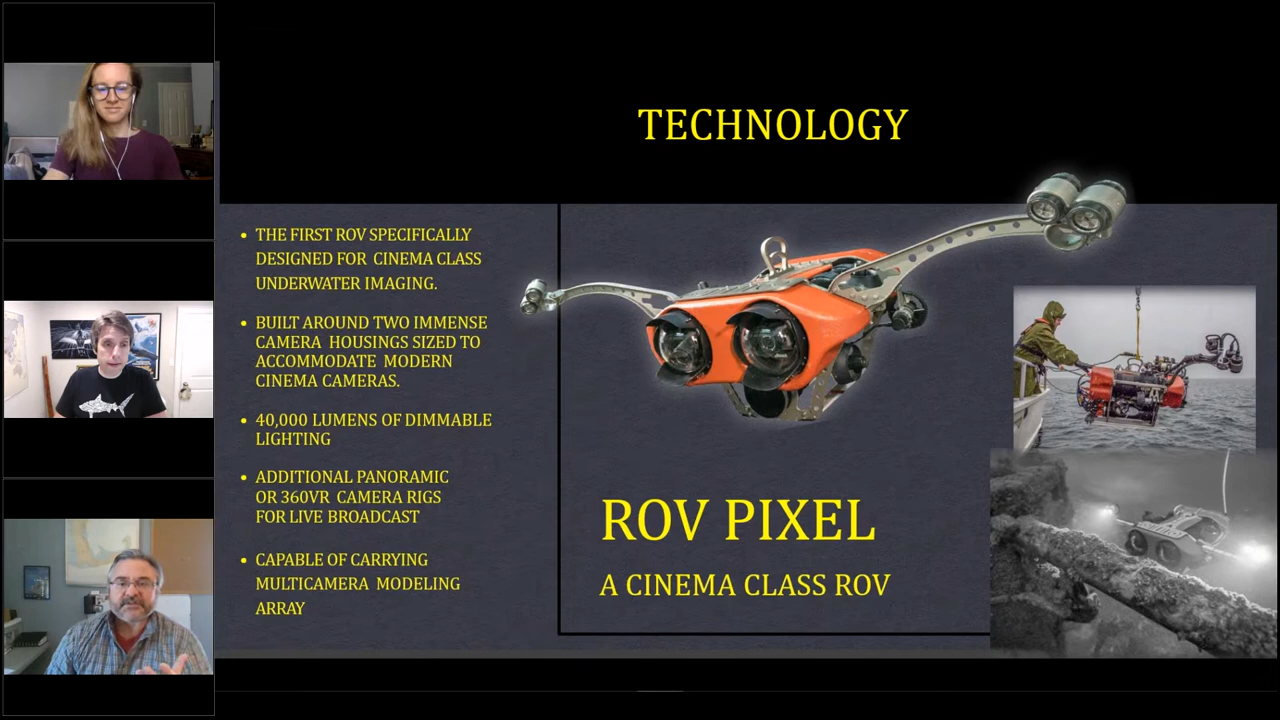 TECHNOLOGY
• THE FIRST ROV SPECIFICALLY
DESIGNED FOR CINEMA CLASS
UNDERWATER IMAGING.
• BUILT AROUND TWO IMMENSE
CAMERA HOUSINGS SIZED TO
ACCOMMODATE MODERN
CINEMA CAMERAS.
• 40,000 LUMENS OF DIMMABLE
LIGHTING
• ADDITIONAL PANORAMIC
OR 360VR CAMERA RIGS
FOR LIVE BROADCAST
• CAPABLE OF CARRYING
MULTICAMERA MODELING
ARRAY
ROV PIXEL
A CINEMA CLASS ROV